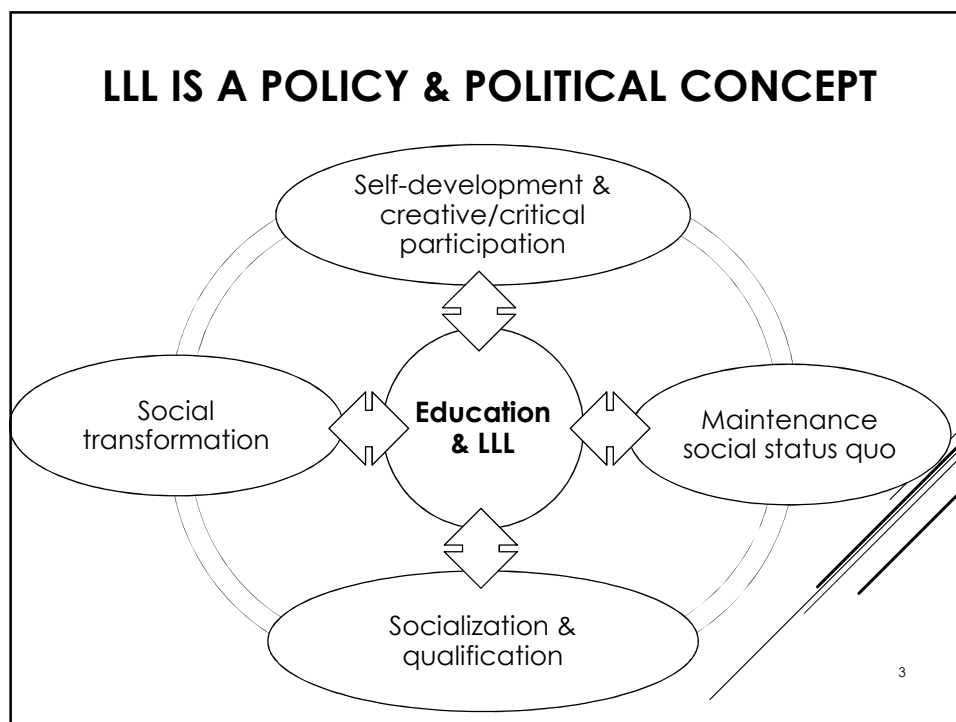 LLL IS A POLICY & POLITICAL CONCEPT
Self-development &
creative/critical
participation
Social
transformation
Education
& LLL
Maintenance
social status quo
Socialization &
qualification
3